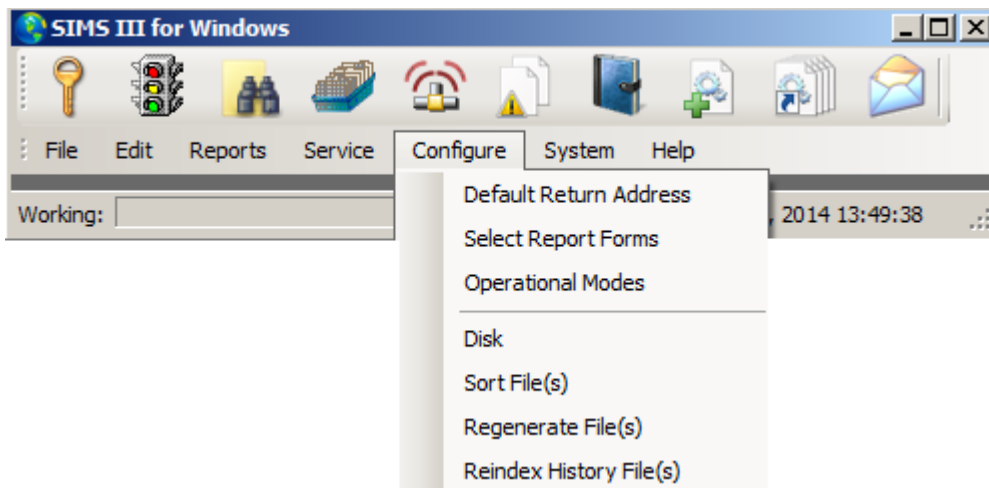 SIMS III for Windows
File Edit Reports Service Configure System Help
Working: , 2014 13:49:38
Default Return Address
Select Report Forms
Operational Modes
Disk
Sort File(s)
Regenerate File(s)
Reindex History File(s)